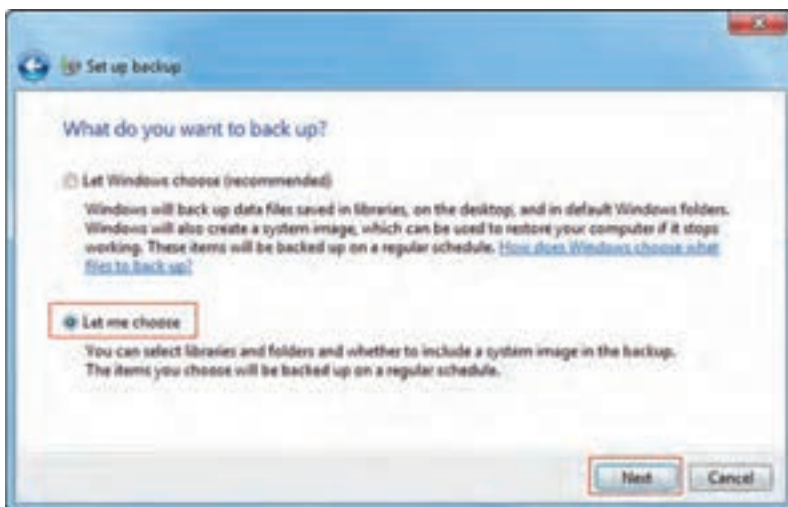 Set up backup
What do you want to back up?
Let Windows choose (recommended)
Windows will back up data files saved in libraries, on the desktop, and in default Windows folders.
Windows will also create a system image, which can be used to restore your computer if it stops
working. These items will be backed up on a regular schedule. How does Windows choose what
files to back up?
Let me choose
You can select libraries and folders and whether to include a system image in the backup.
The items you choose will be backed up on a regular schedule.
Next Cancel